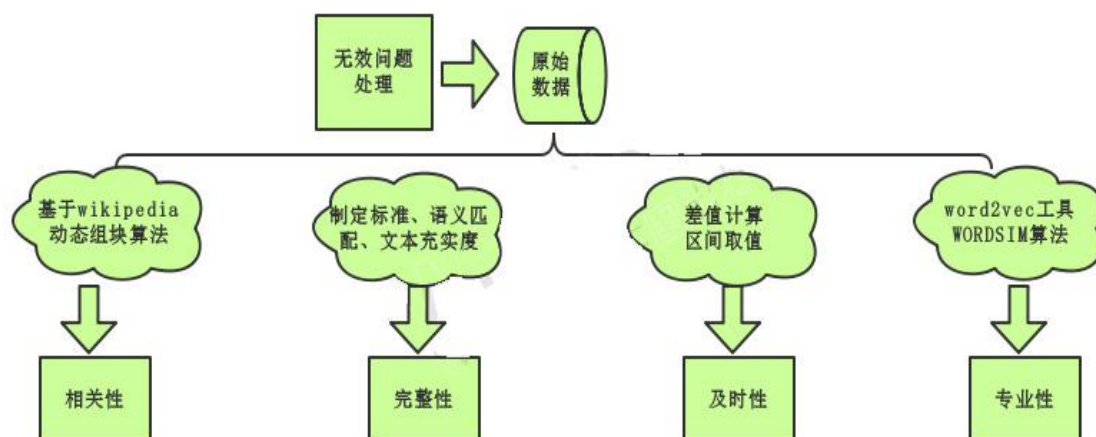 无效问题
处理
原始
数据
基于wikipedia
动态组块算法
制定标准、语义匹
配、文本充实度
差值计算
区间取值
word2vec工具
WORDSIM算法
相关性
完整性
及时性
专业性